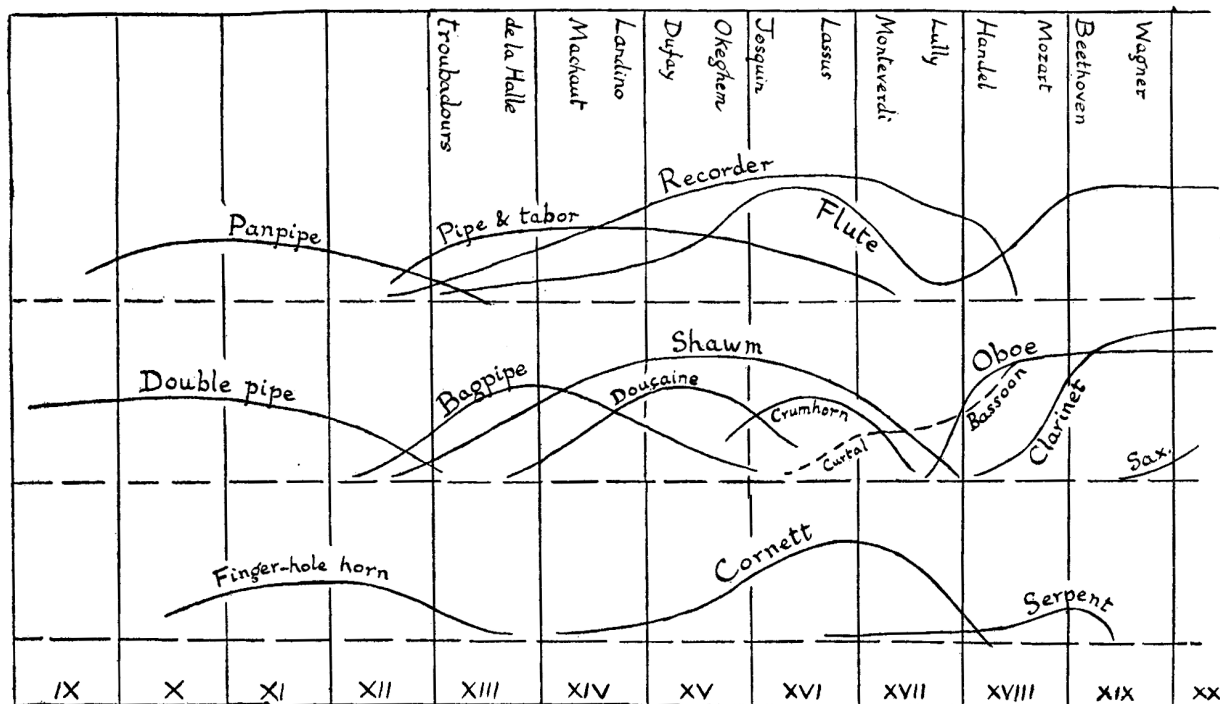 troubadours
de la Halle
Machaut
Landino
Dufay
Okeghem
Josquin
Lassus
Monteverdi
Lully
Handel
Mozart
Beethoven
Wagner
Recorder
Panpipe
Pipe & tabor
Flute
Shawm
Oboe
Double pipe
Bagpipe
Douçaine
Crumhorn
Curtal
Bassoon
Clarinet
Sax.
Finger-hole horn
Cornett
Serpent
IX X XI XII XIII XIV XV XVI XVII XVIII XIX XX